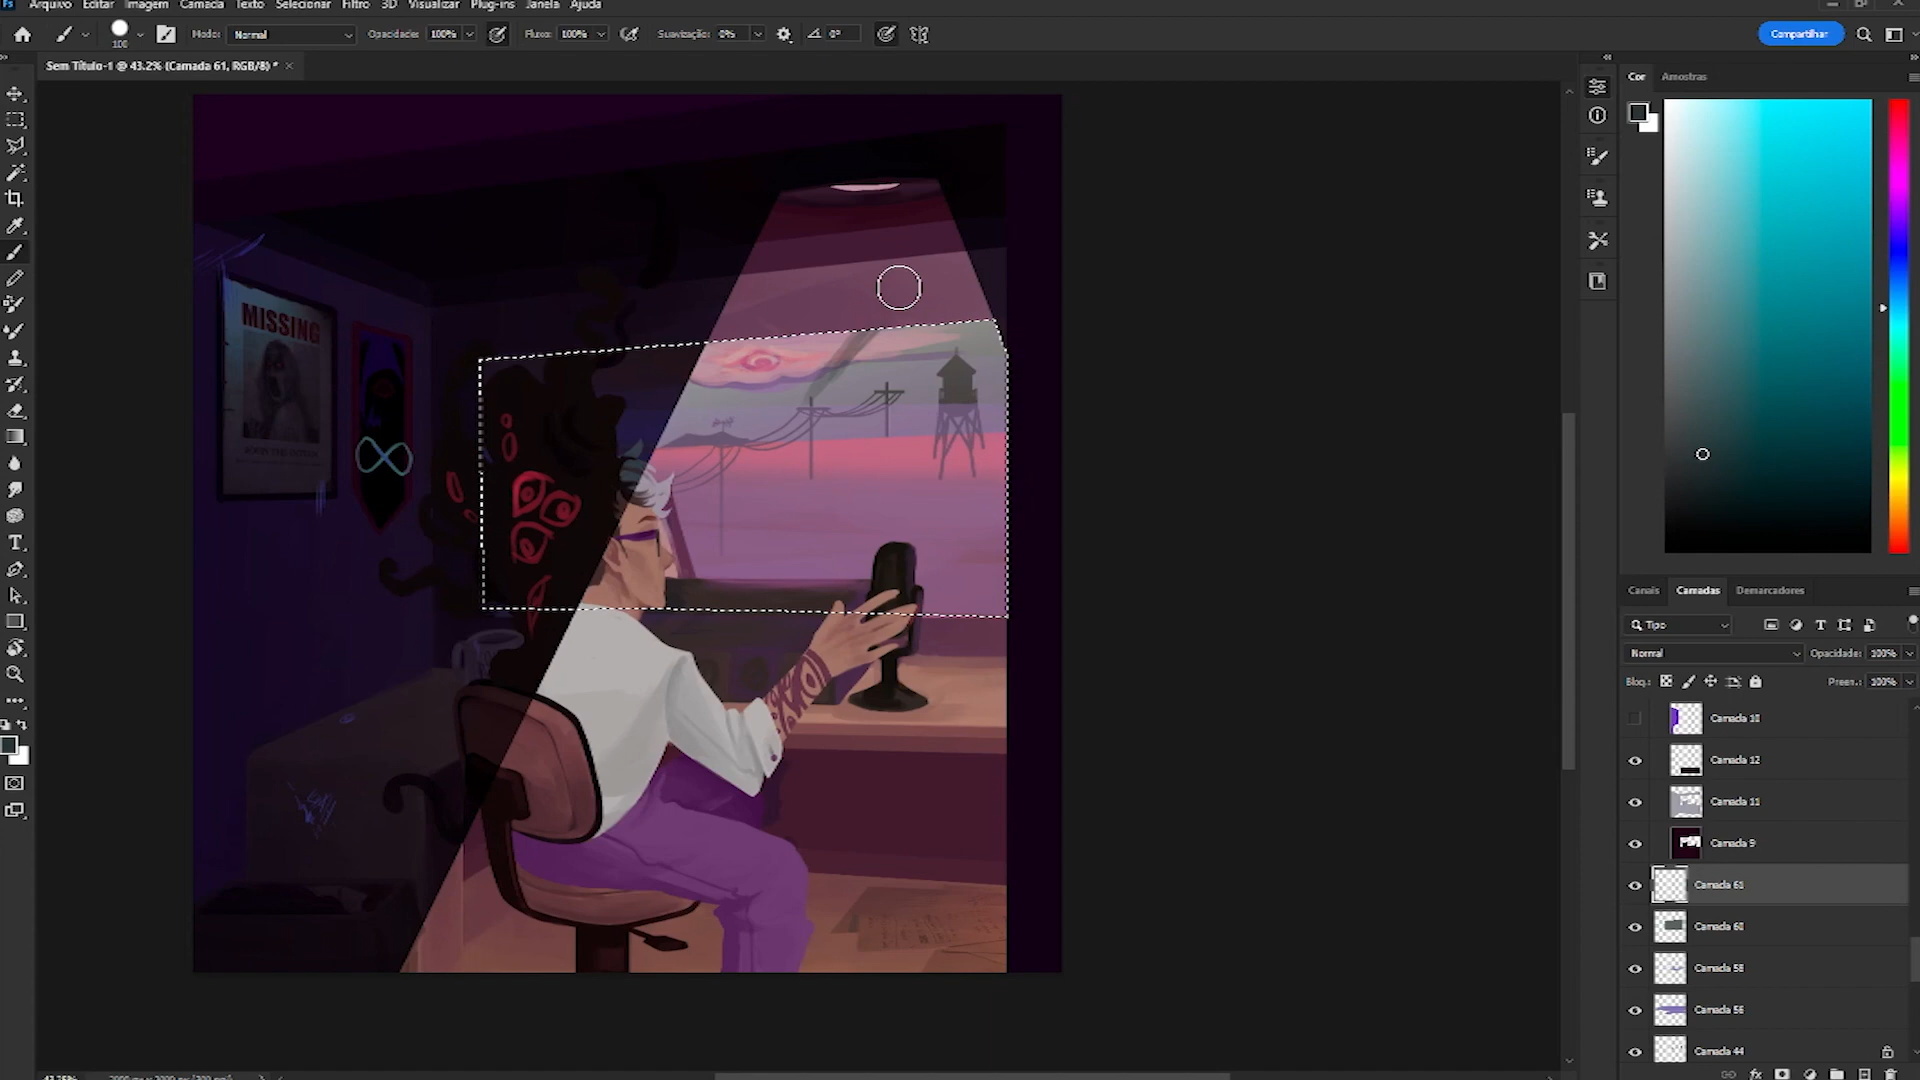 Arquivo Editar Imagem Camada Texto Selecionar Filtro 3D Visualizar Plug-ins Janela Ajuda
100 Modo: Normal Opacidade: 100% Fluxo: 100% Suavização: 0% 0° Compartilhar
Sem Título-1 @ 43.2% (Camada 61, RGB/8) * ×
Cor Amostras
MISSING
Canais Camadas Demarcadores
Tipo
Normal Opacidade: 100%
Bloq.: Preen.: 100%
Camada 10
Camada 12
Camada 11
Camada 9
Camada 61
Camada 60
Camada 58
Camada 56
Camada 44